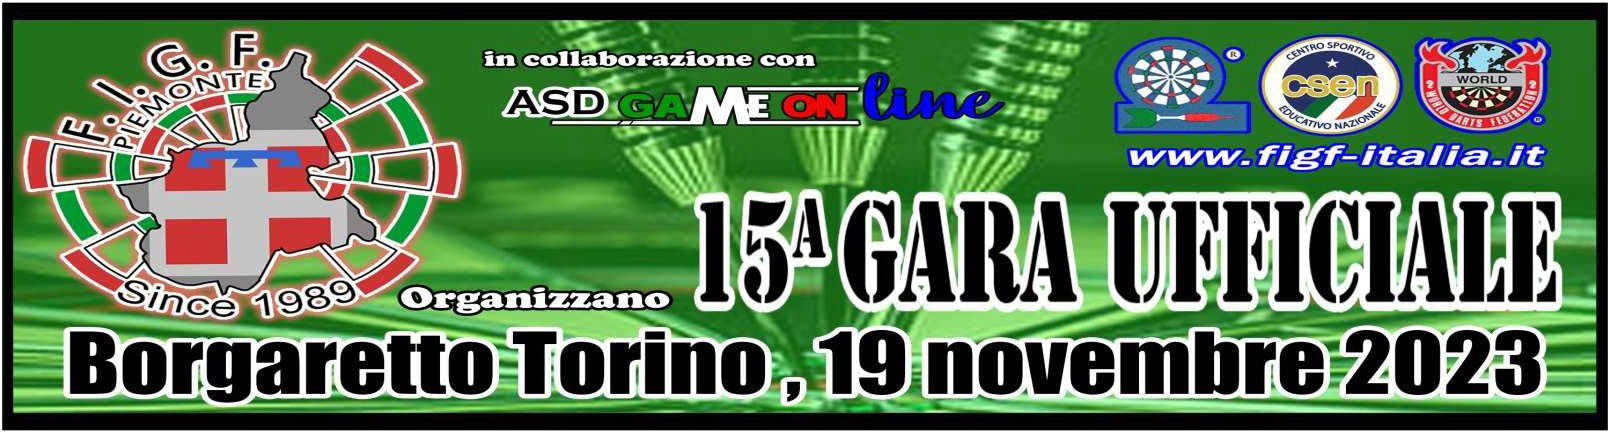 F. I. G. F.
PIEMONTE
Since 1989
in collaborazione con
ASD GAME ON line
Organizzano
CENTRO SPORTIVO
csen
EDUCATIVO NAZIONALE
WORLD
WORLD DARTS FEDERATION
www.figf-italia.it
15A GARA UFFICIALE
Borgaretto Torino , 19 novembre 2023